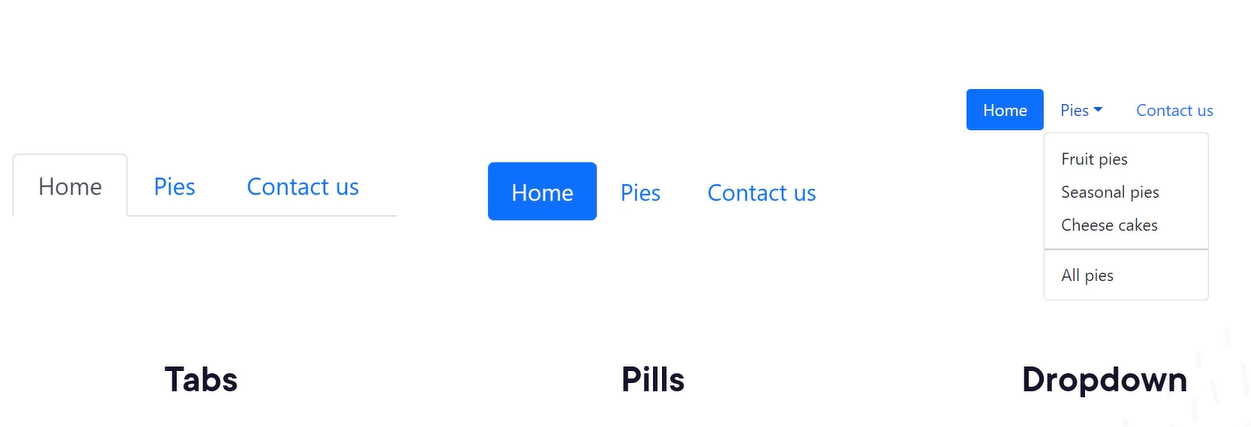 Home Pies Contact us
Tabs
Home Pies Contact us
Pills
Home Pies Contact us
Fruit pies
Seasonal pies
Cheese cakes
All pies
Dropdown